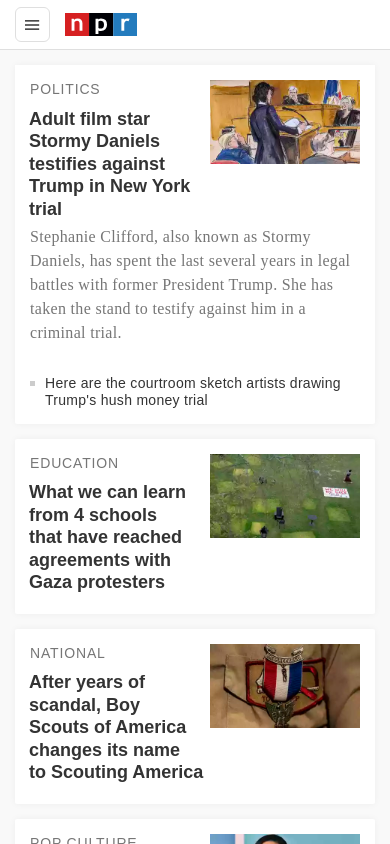 npr
POLITICS
Adult film star
Stormy Daniels
testifies against
Trump in New York
trial
Stephanie Clifford, also known as Stormy
Daniels, has spent the last several years in legal
battles with former President Trump. She has
taken the stand to testify against him in a
criminal trial.
Here are the courtroom sketch artists drawing
Trump's hush money trial
EDUCATION
What we can learn
from 4 schools
that have reached
agreements with
Gaza protesters
NATIONAL
After years of
scandal, Boy
Scouts of America
changes its name
to Scouting America
POP CULTURE